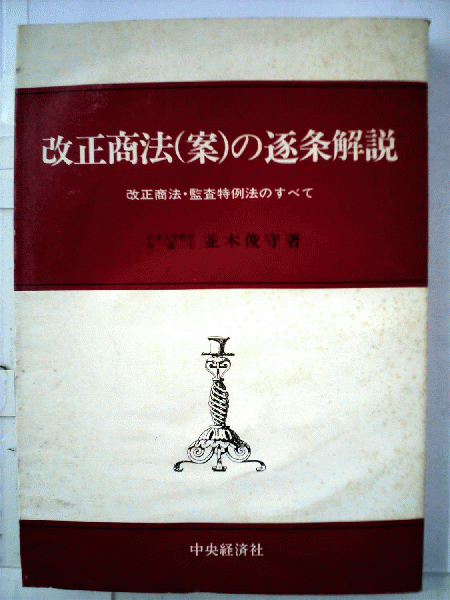 改正商法(案)の逐条解説
改正商法・監査特例法のすべて
並木俊守著
中央経済社